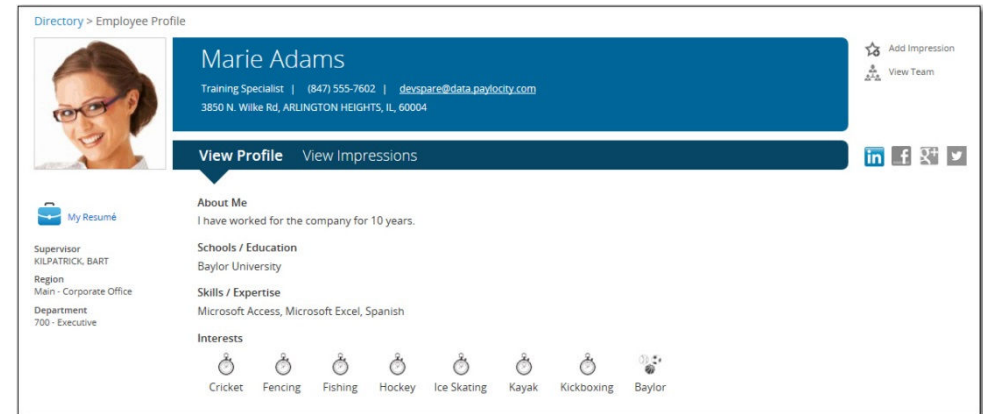 Directory > Employee Profile
Marie Adams
Training Specialist | (847) 555-7602 | devspare@data.paylocity.com
3850 N. Wilke Rd, ARLINGTON HEIGHTS, IL, 60004
Add Impression
View Team
View Profile View Impressions
in f g+
My Resumé
Supervisor
KILPATRICK, BART
Region
Main - Corporate Office
Department
700 - Executive
About Me
I have worked for the company for 10 years.
Schools / Education
Baylor University
Skills / Expertise
Microsoft Access, Microsoft Excel, Spanish
Interests
Cricket Fencing Fishing Hockey Ice Skating Kayak Kickboxing Baylor